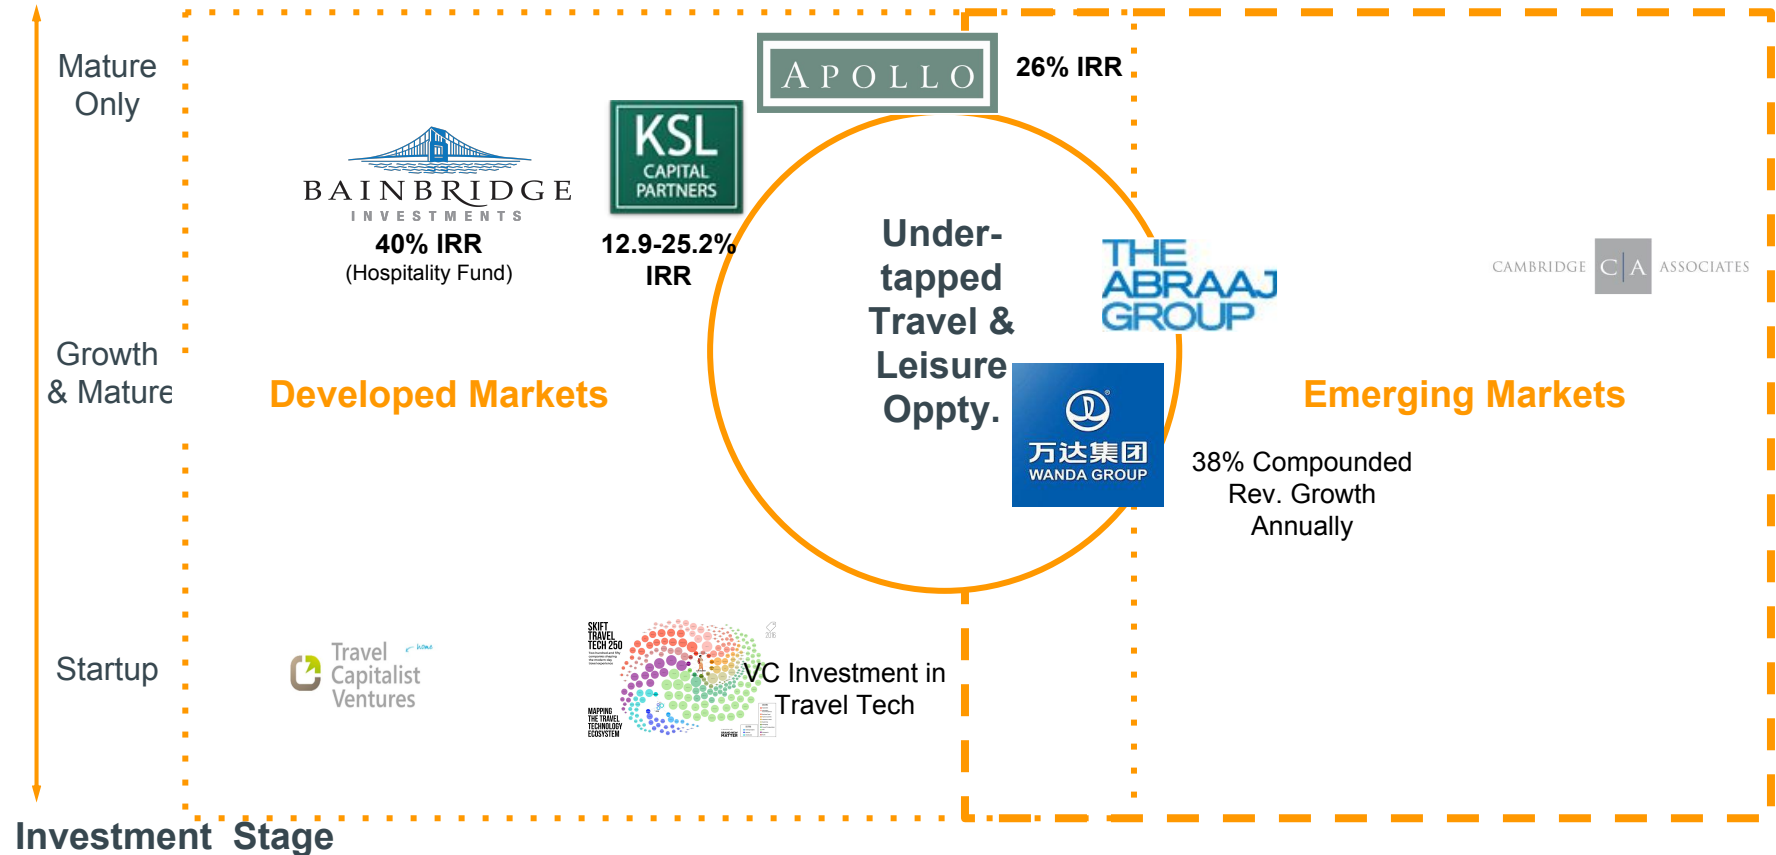 Mature
Only
APOLLO
26% IRR
BAINBRIDGE
INVESTMENTS
40% IRR
(Hospitality Fund)
KSL
CAPITAL
PARTNERS
12.9-25.2%
IRR
Under-
tapped
Travel &
Leisure
Oppty.
THE
ABRAAJ
GROUP
CAMBRIDGE C|A ASSOCIATES
Growth
& Mature
Developed Markets
万达集团
WANDA GROUP
Emerging Markets
38% Compounded
Rev. Growth
Annually
Startup
Travel
Capitalist
Ventures
home
SKIFT
TRAVEL
TECH 250
MAPPING
THE TRAVEL
TECHNOLOGY
ECOSYSTEM
VC Investment in
Travel Tech
Investment Stage